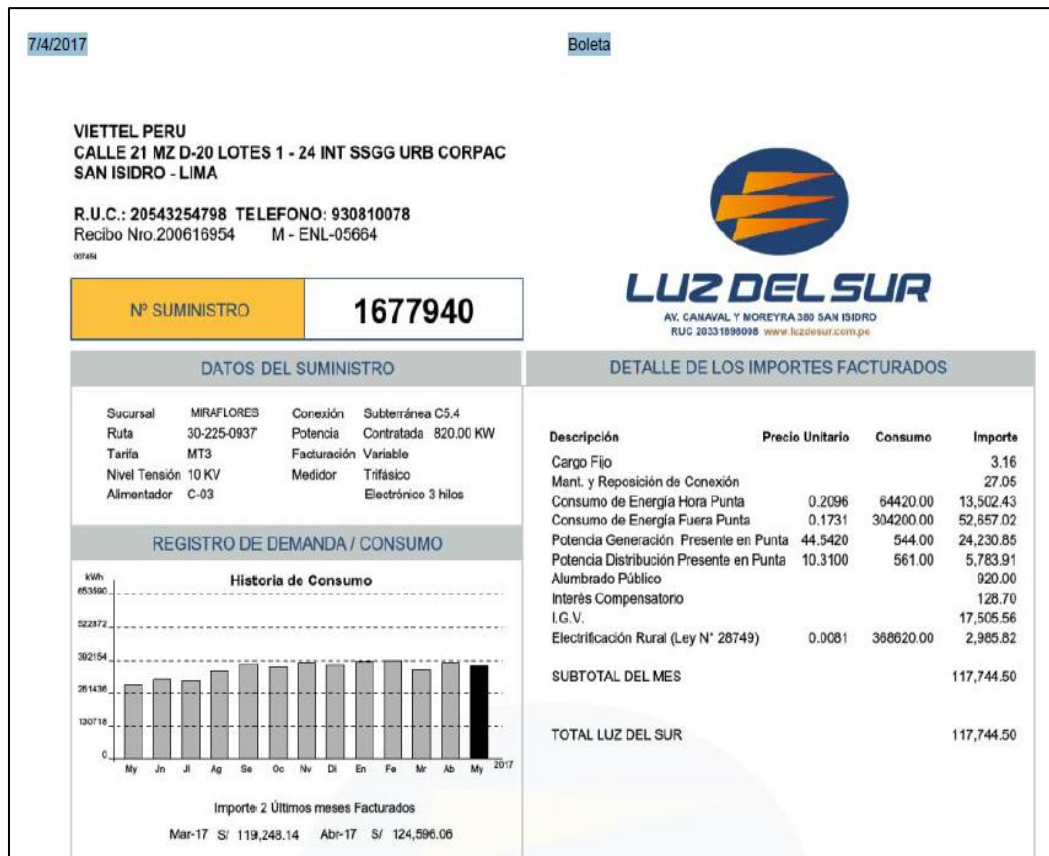 7/4/2017
Boleta
VIETTEL PERU
CALLE 21 MZ D-20 LOTES 1 - 24 INT SSGG URB CORPAC
SAN ISIDRO - LIMA
R.U.C.: 20543254798 TELEFONO: 930810078
Recibo Nro.200616954 M - ENL-05664
007454
Nº SUMINISTRO 1677940
LUZ DEL SUR
AV. CANAVAL Y MOREYRA 380 SAN ISIDRO
RUC 20331898008 www.luzdesur.com.pe
DATOS DEL SUMINISTRO
Sucursal MIRAFLORES Conexión Subterránea C5.4
Ruta 30-225-0937 Potencia Contratada 820.00 KW
Tarifa MT3 Facturación Variable
Nivel Tensión 10 KV Medidor Trifásico
Alimentador C-03 Electrónico 3 hilos
REGISTRO DE DEMANDA / CONSUMO
Historia de Consumo
kWh
653590
522872
392154
261436
130718
0
My Jn Jl Ag Se Oc Nv Di En Fe Mr Ab My 2017
Importe 2 Últimos meses Facturados
Mar-17 S/ 119,248.14 Abr-17 S/ 124,596.06
DETALLE DE LOS IMPORTES FACTURADOS
Descripción Precio Unitario Consumo Importe
Cargo Fijo 3.16
Mant. y Reposición de Conexión 27.05
Consumo de Energía Hora Punta 0.2096 64420.00 13,502.43
Consumo de Energía Fuera Punta 0.1731 304200.00 52,657.02
Potencia Generación Presente en Punta 44.5420 544.00 24,230.85
Potencia Distribución Presente en Punta 10.3100 561.00 5,783.91
Alumbrado Público 920.00
Interés Compensatorio 128.70
I.G.V. 17,505.56
Electrificación Rural (Ley N° 28749) 0.0081 368620.00 2,985.82
SUBTOTAL DEL MES 117,744.50
TOTAL LUZ DEL SUR 117,744.50